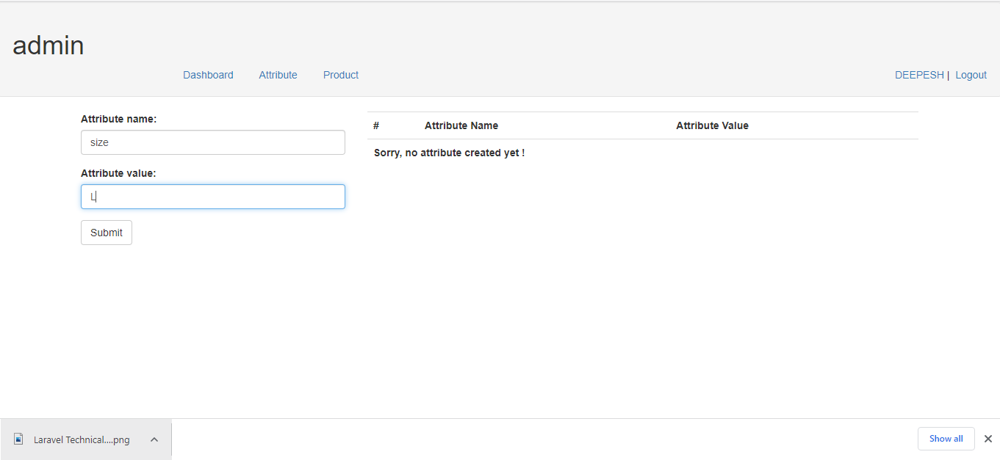 admin
Dashboard Attribute Product DEEPESH | Logout
Attribute name:
size
Attribute value:
L
Submit
# Attribute Name Attribute Value
Sorry, no attribute created yet !
Laravel Technical....png
Show all